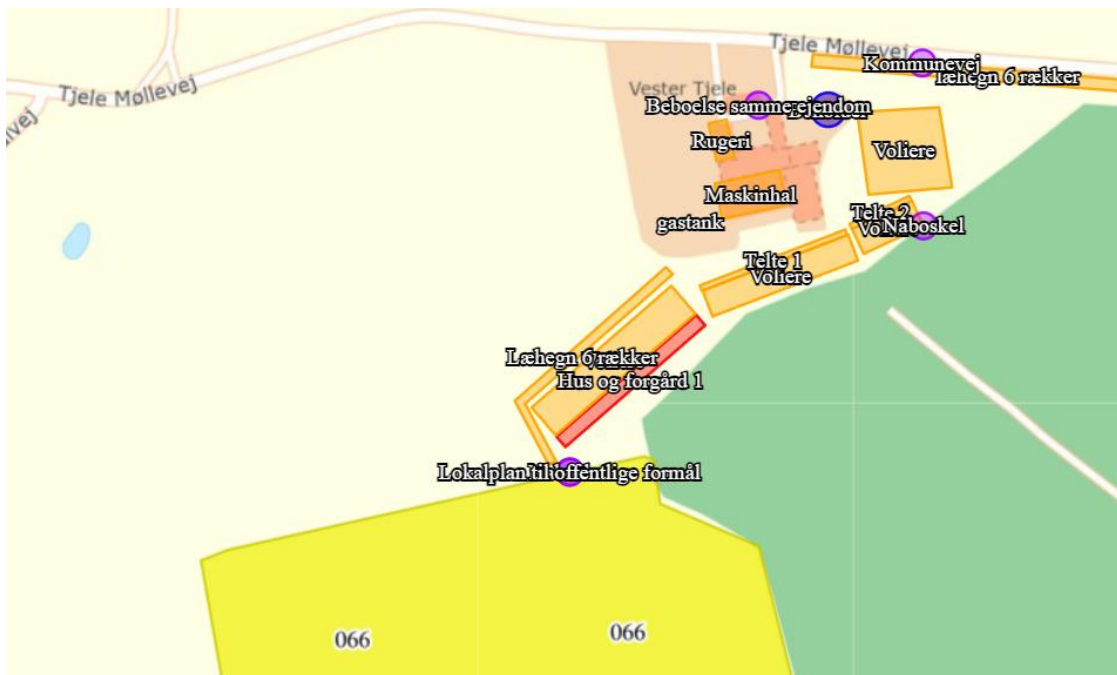 Tjele Møllevej
Kommunevej
læhegn 6 rækker
Tjele Møllevej
Vester Tjele
Beboelse samme ejendom
Rugeri
Voliere
Maskinhal
gastank
Telte 2
Naboskel
Telte 1
Voliere
Læhegn 6 rækker
Hus og forgård 1
Lokalplan til offentlige formål
066
066